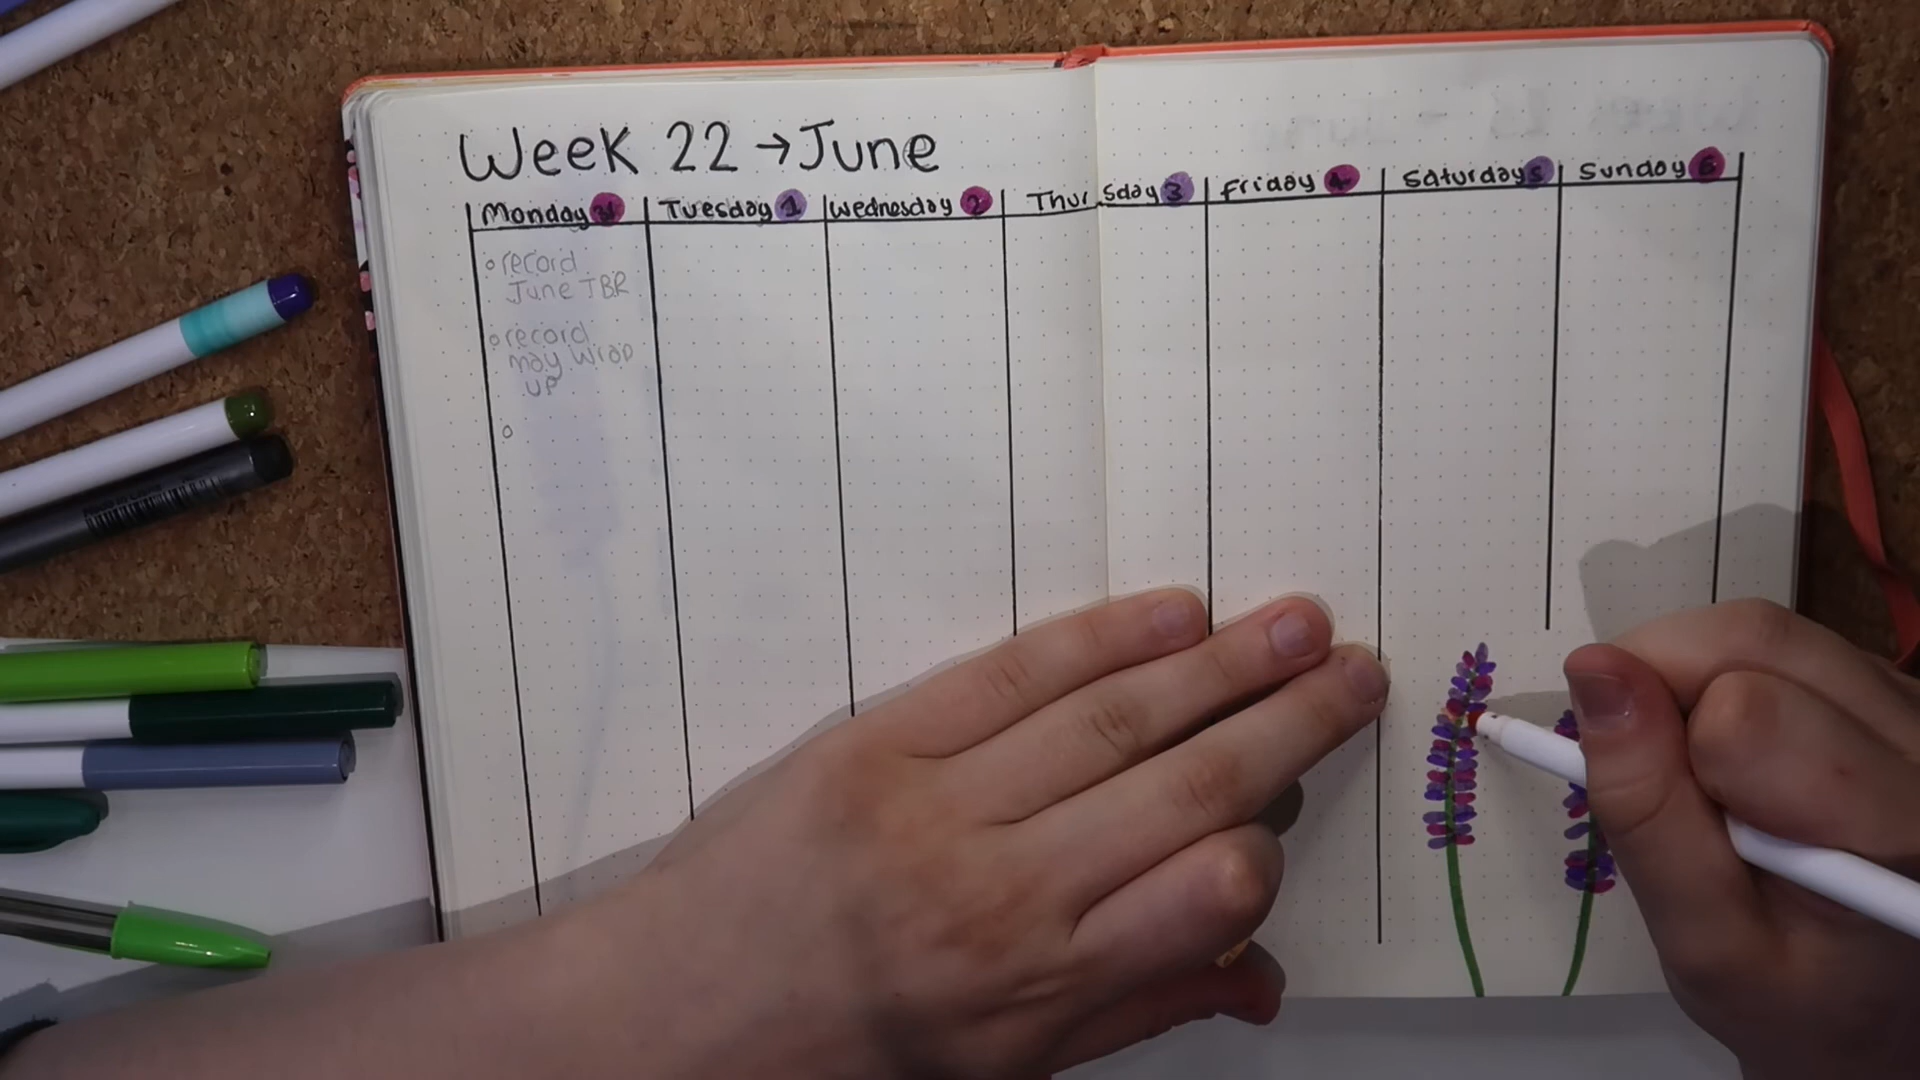 Week 22 → June
Monday 31 Tuesday 1 Wednesday 2 Thursday 3 Friday 4 Saturday 5 Sunday 6
o record
June TBR
o record
may wrap
up
o